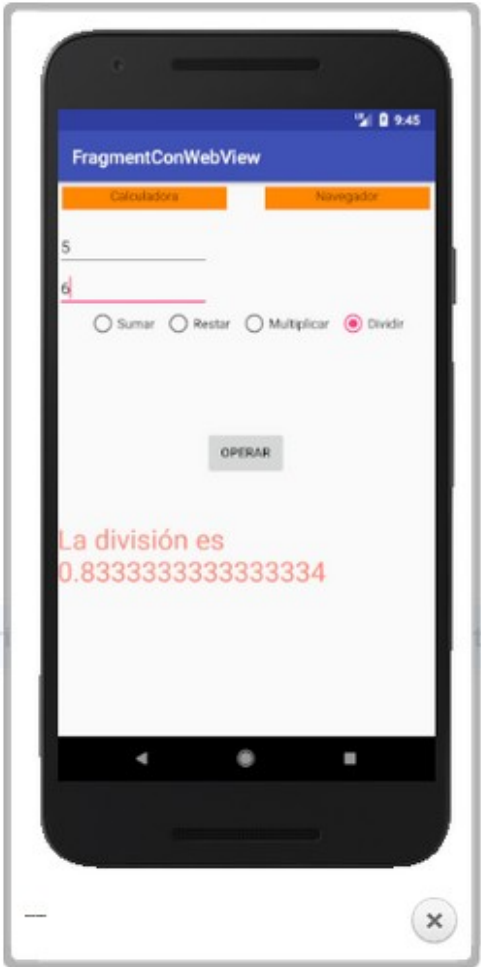 9:45
FragmentConWebView
Calculadora Navegador
5
6
Sumar Restar Multiplicar Dividir
OPERAR
La división es
0.8333333333333334